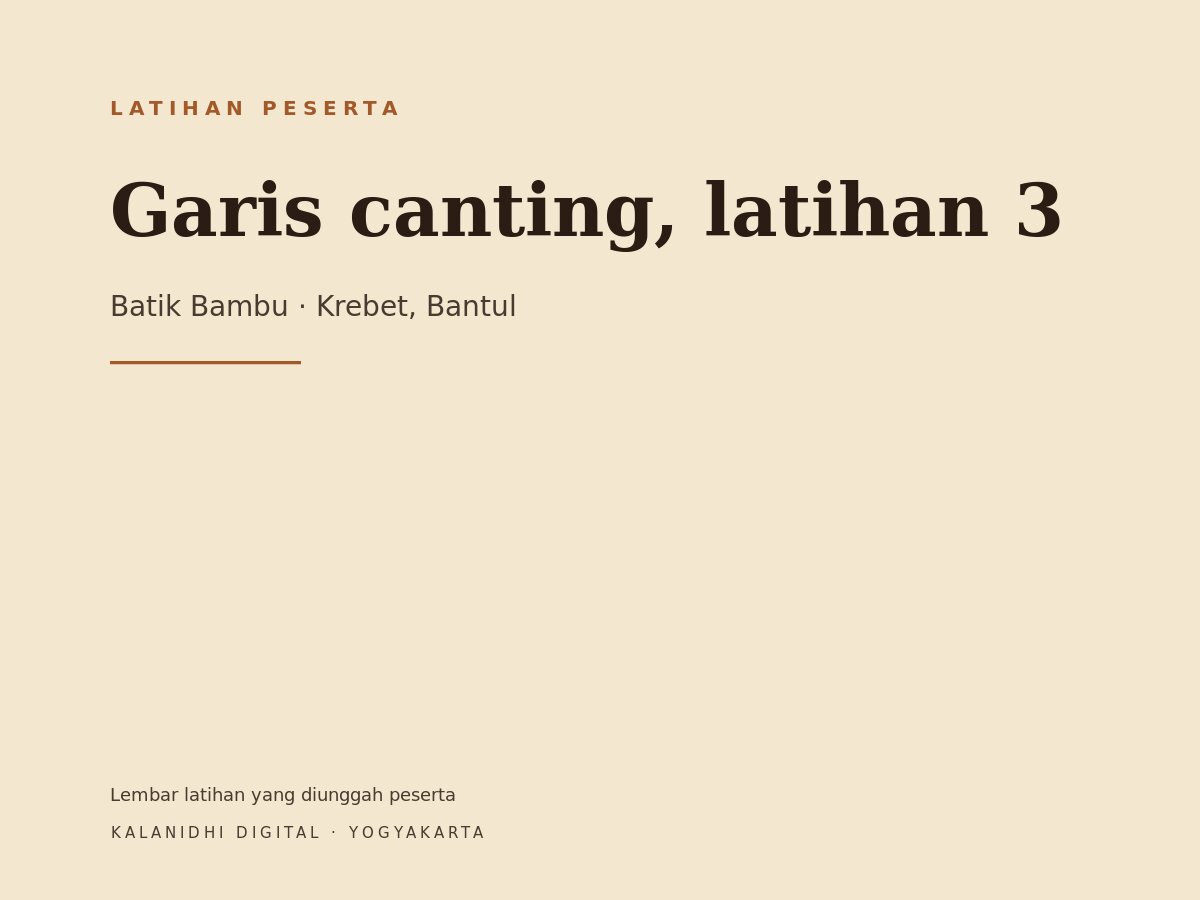 LATIHAN PESERTA
Garis canting, latihan 3
Batik Bambu · Krebet, Bantul
Lembar latihan yang diunggah peserta
KALANIDHI DIGITAL · YOGYAKARTA